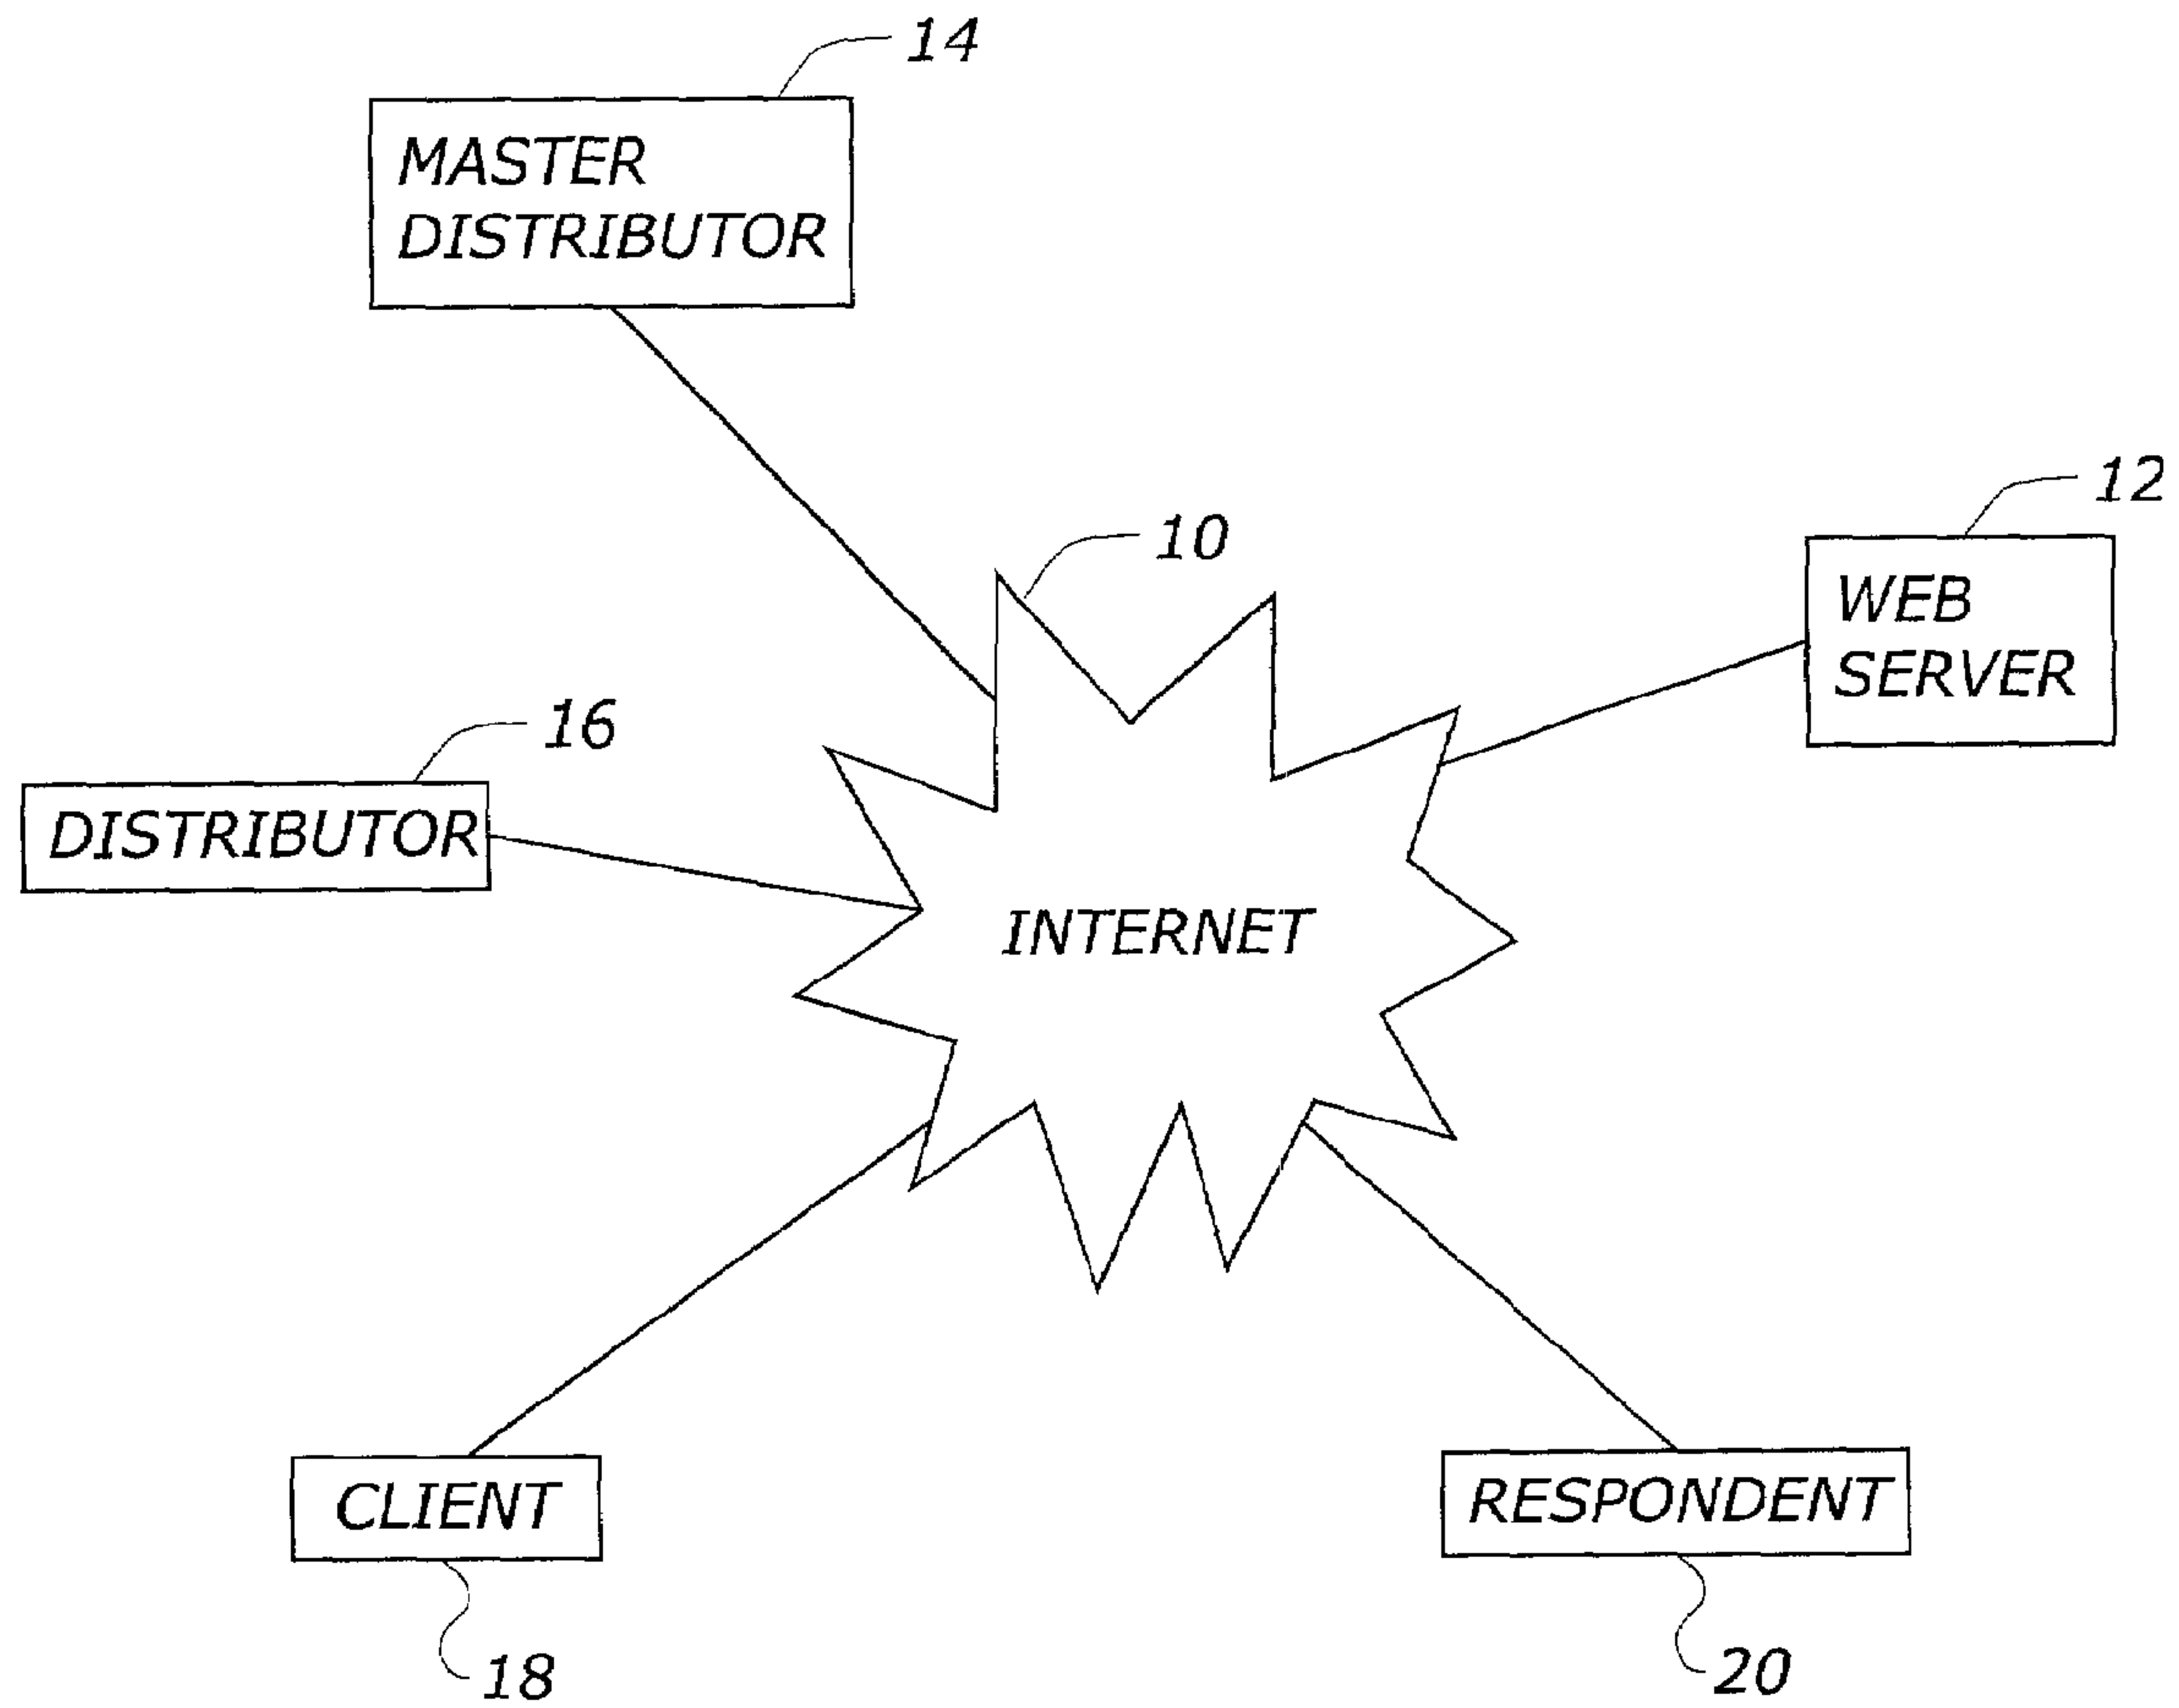 14
MASTER
DISTRIBUTOR
12
10
WEB
SERVER
16
DISTRIBUTOR
INTERNET
CLIENT
RESPONDENT
18
20